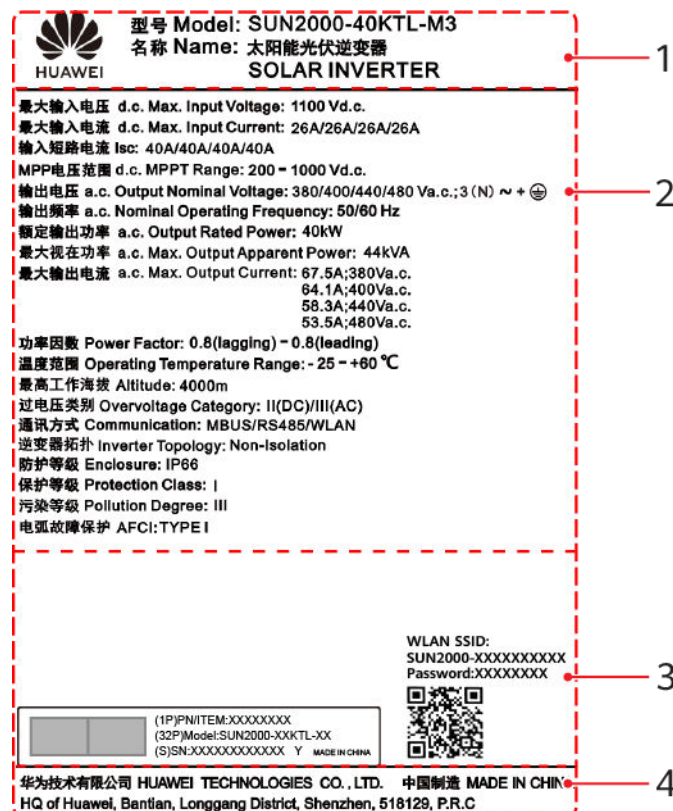 型号 Model: SUN2000-40KTL-M3
名称 Name: 太阳能光伏逆变器
HUAWEI
SOLAR INVERTER
1
最大输入电压 d.c. Max. Input Voltage: 1100 Vd.c.
最大输入电流 d.c. Max. Input Current: 26A/26A/26A/26A
输入短路电流 Isc: 40A/40A/40A/40A
MPP电压范围 d.c. MPPT Range: 200 - 1000 Vd.c.
输出电压 a.c. Output Nominal Voltage: 380/400/440/480 Va.c.;3(N) ~ + ⏚
2
输出频率 a.c. Nominal Operating Frequency: 50/60 Hz
额定输出功率 a.c. Output Rated Power: 40kW
最大视在功率 a.c. Max. Output Apparent Power: 44kVA
最大输出电流 a.c. Max. Output Current: 67.5A;380Va.c.
64.1A;400Va.c.
58.3A;440Va.c.
53.5A;480Va.c.
功率因数 Power Factor: 0.8(lagging) - 0.8(leading)
温度范围 Operating Temperature Range: - 25 - +60 ℃
最高工作海拔 Altitude: 4000m
过电压类别 Overvoltage Category: II(DC)/III(AC)
通讯方式 Communication: MBUS/RS485/WLAN
逆变器拓扑 Inverter Topology: Non-Isolation
防护等级 Enclosure: IP66
保护等级 Protection Class: I
污染等级 Pollution Degree: III
电弧故障保护 AFCI:TYPE I
WLAN SSID:
SUN2000-XXXXXXXXXX
Password:XXXXXXXX
3
(1P)PN/ITEM:XXXXXXXX
(32P)Model:SUN2000-XXKTL-XX
(S)SN:XXXXXXXXXXXX Y MADE IN CHINA
华为技术有限公司 HUAWEI TECHNOLOGIES CO., LTD. 中国制造 MADE IN CHIN
4
HQ of Huawei, Bantian, Longgang District, Shenzhen, 518129, P.R.C